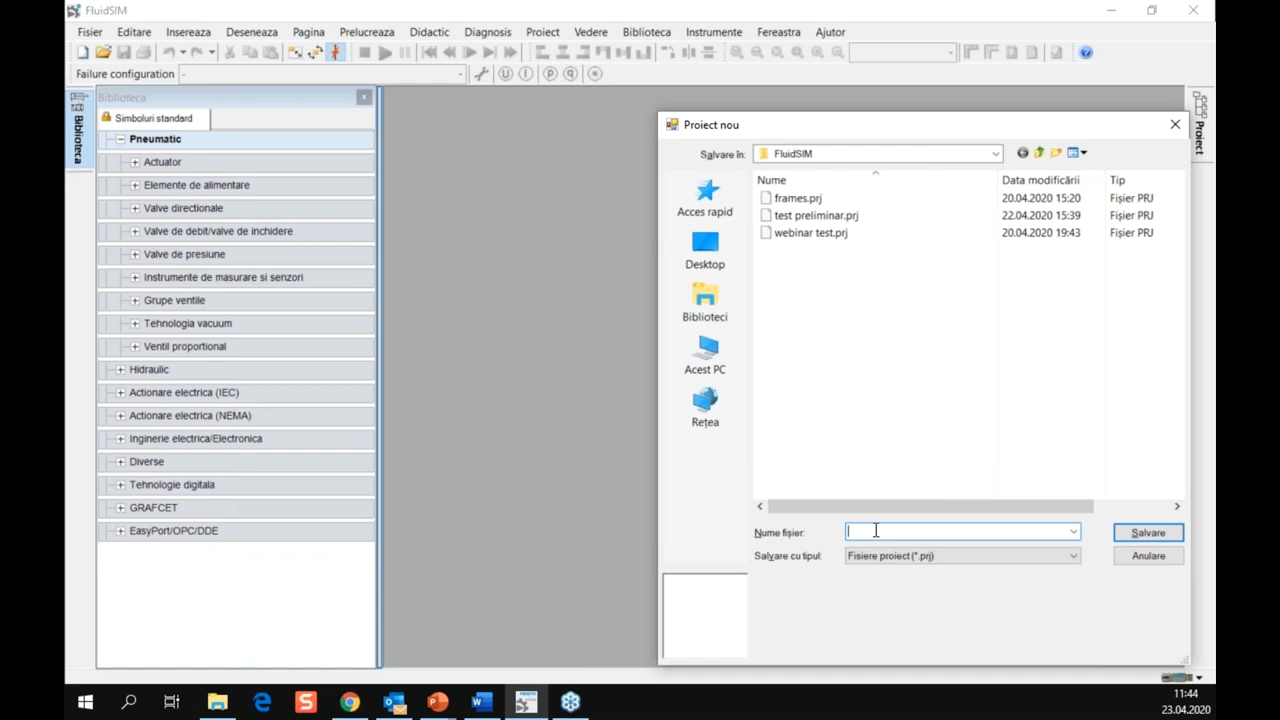 FluidSIM
Fisier Editare Insereaza Deseneaza Pagina Prelucreaza Didactic Diagnosis Proiect Vedere Biblioteca Instrumente Fereastra Ajutor
Failure configuration -
Biblioteca
Biblioteca
Simboluri standard
Pneumatic
Actuator
Elemente de alimentare
Valve directionale
Valve de debit/valve de inchidere
Valve de presiune
Instrumente de masurare si senzori
Grupe ventile
Tehnologia vacuum
Ventil proportional
Hidraulic
Actionare electrica (IEC)
Actionare electrica (NEMA)
Inginerie electrica/Electronica
Diverse
Tehnologie digitala
GRAFCET
EasyPort/OPC/DDE
Proiect
Proiect nou
Salvare în: FluidSIM
Acces rapid
Desktop
Biblioteci
Acest PC
Rețea
Nume Data modificării Tip
frames.prj 20.04.2020 15:20 Fișier PRJ
test preliminar.prj 22.04.2020 15:39 Fișier PRJ
webinar test.prj 20.04.2020 19:43 Fișier PRJ
Nume fișier: Salvare
Salvare cu tipul: Fisiere proiect (*.prj) Anulare
11:44
23.04.2020